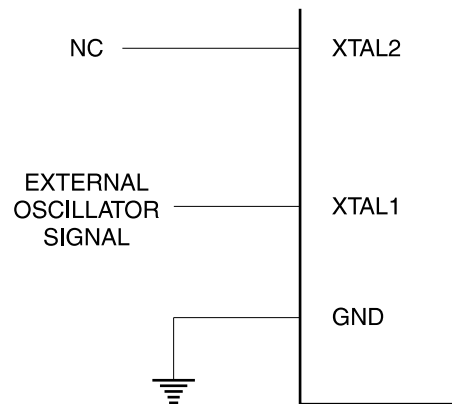 NC
XTAL2
EXTERNAL
OSCILLATOR
SIGNAL
XTAL1
GND